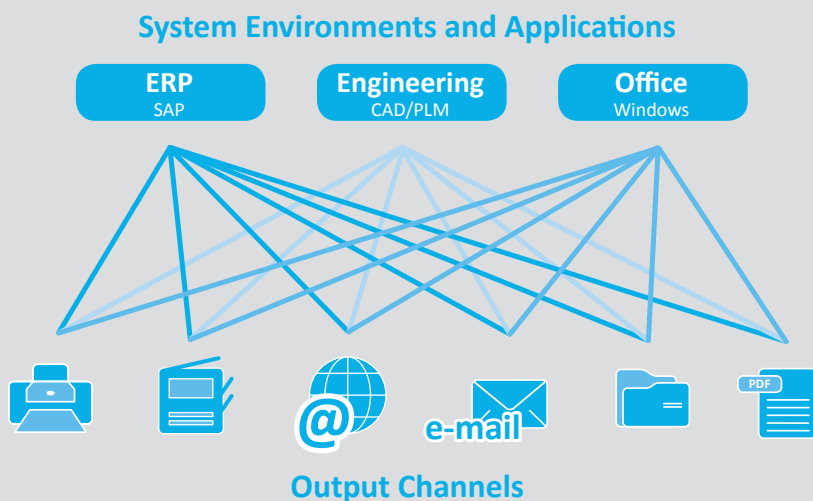 System Environments and Applications
ERP
SAP
Engineering
CAD/PLM
Office
Windows
@
e-mail
PDF
Output Channels